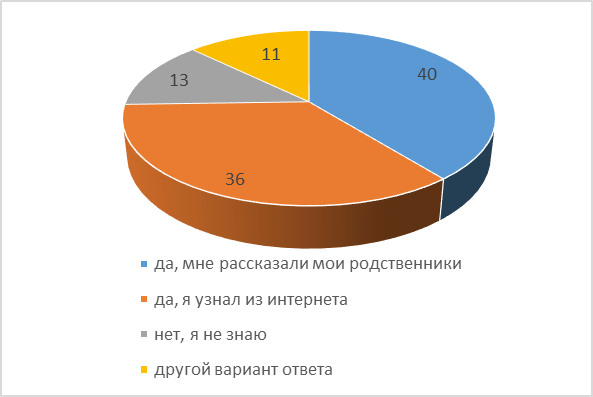 11
40
13
36
да, мне рассказали мои родственники
да, я узнал из интернета
нет, я не знаю
другой вариант ответа